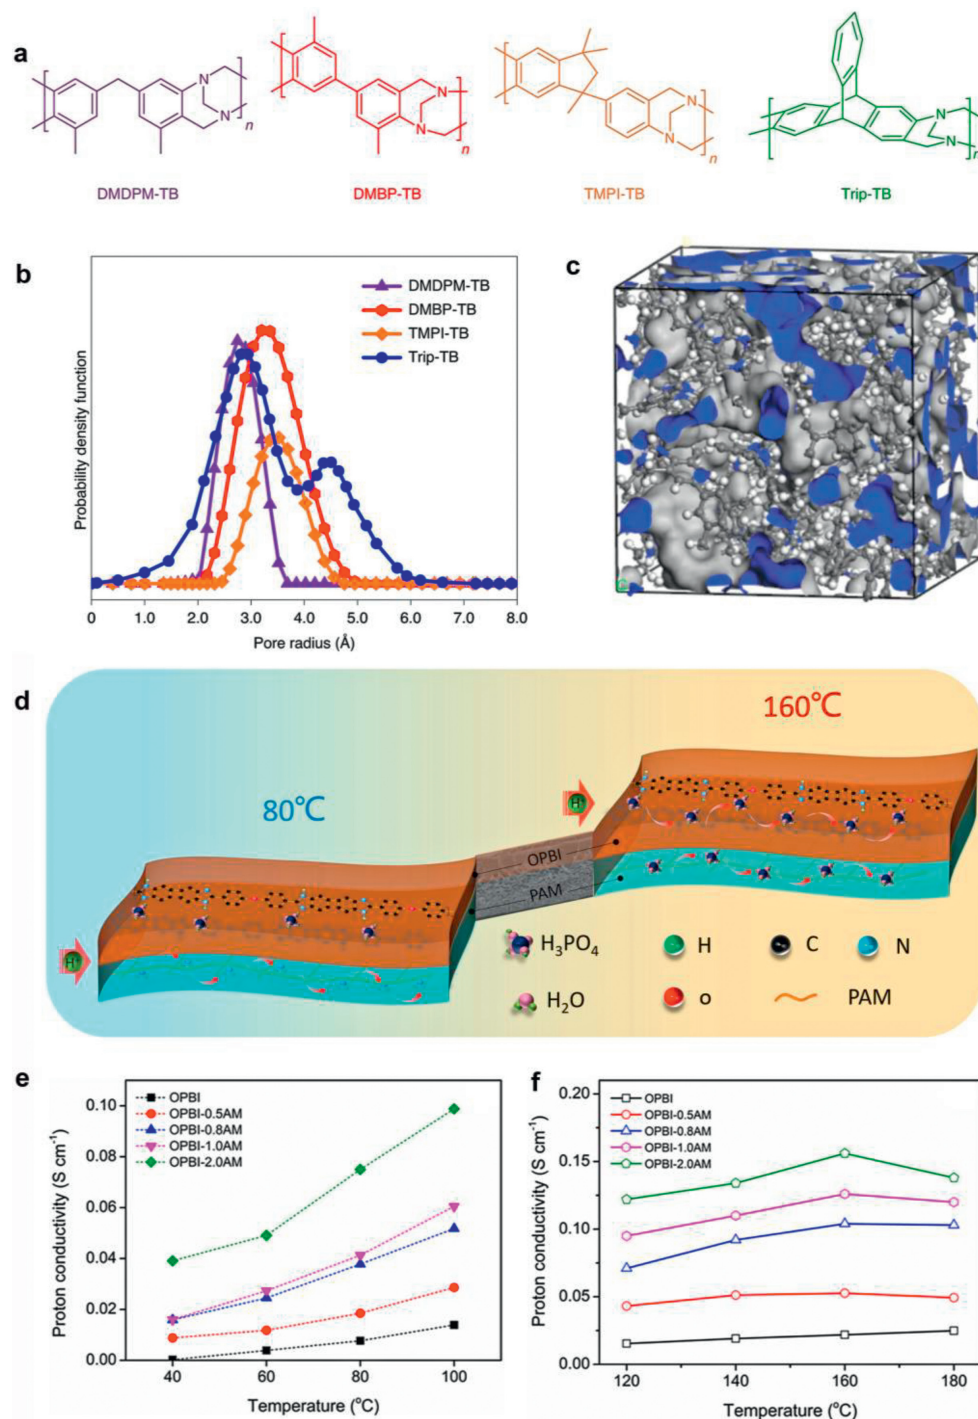 a
N
N
n
N
N
n
N
N
n
N
N
n
DMDPM-TB
DMBP-TB
TMPI-TB
Trip-TB
b
Probability density function
DMDPM-TB
DMBP-TB
TMPI-TB
Trip-TB
0 1.0 2.0 3.0 4.0 5.0 6.0 7.0 8.0
Pore radius (Å)
c
d
160℃
80℃
H⁺
H⁺
OPBI
PAM
H₃PO₄
H
C
N
H₂O
O
PAM
e
Proton conductivity (S cm⁻¹)
OPBI
OPBI-0.5AM
OPBI-0.8AM
OPBI-1.0AM
OPBI-2.0AM
0.10
0.08
0.06
0.04
0.02
0.00
40 60 80 100
Temperature (°C)
f
Proton conductivity (S cm⁻¹)
OPBI
OPBI-0.5AM
OPBI-0.8AM
OPBI-1.0AM
OPBI-2.0AM
0.20
0.15
0.10
0.05
0.00
120 140 160 180
Temperature (°C)